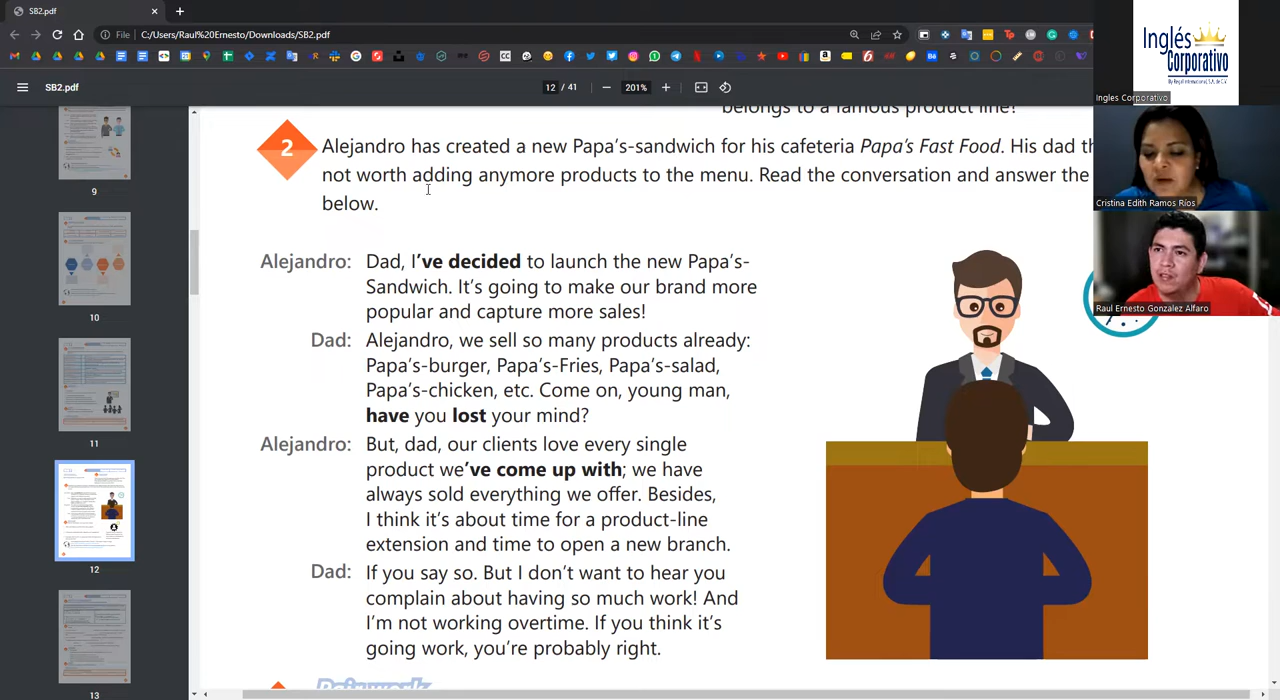 SB2.pdf
File
C:/Users/Raul%20Ernesto/Downloads/SB2.pdf
SB2.pdf
12 / 41
201%
9
10
11
12
13
belongs to a famous product line!
2
Alejandro has created a new Papa's-sandwich for his cafeteria Papa's Fast Food. His dad th
not worth adding anymore products to the menu. Read the conversation and answer the
below.
Alejandro: Dad, I've decided to launch the new Papa's-
Sandwich. It's going to make our brand more
popular and capture more sales!
Dad: Alejandro, we sell so many products already:
Papa's-burger, Papa's-Fries, Papa's-salad,
Papa's-chicken, etc. Come on, young man,
have you lost your mind?
Alejandro: But, dad, our clients love every single
product we've come up with; we have
always sold everything we offer. Besides,
I think it's about time for a product-line
extension and time to open a new branch.
Dad: If you say so. But I don't want to hear you
complain about having so much work! And
I'm not working overtime. If you think it's
going work, you're probably right.
Pair work
Inglés
Corporativo
Ingles Corporativo
Cristina Edith Ramos Ríos
Raul Ernesto Gonzalez Alfaro